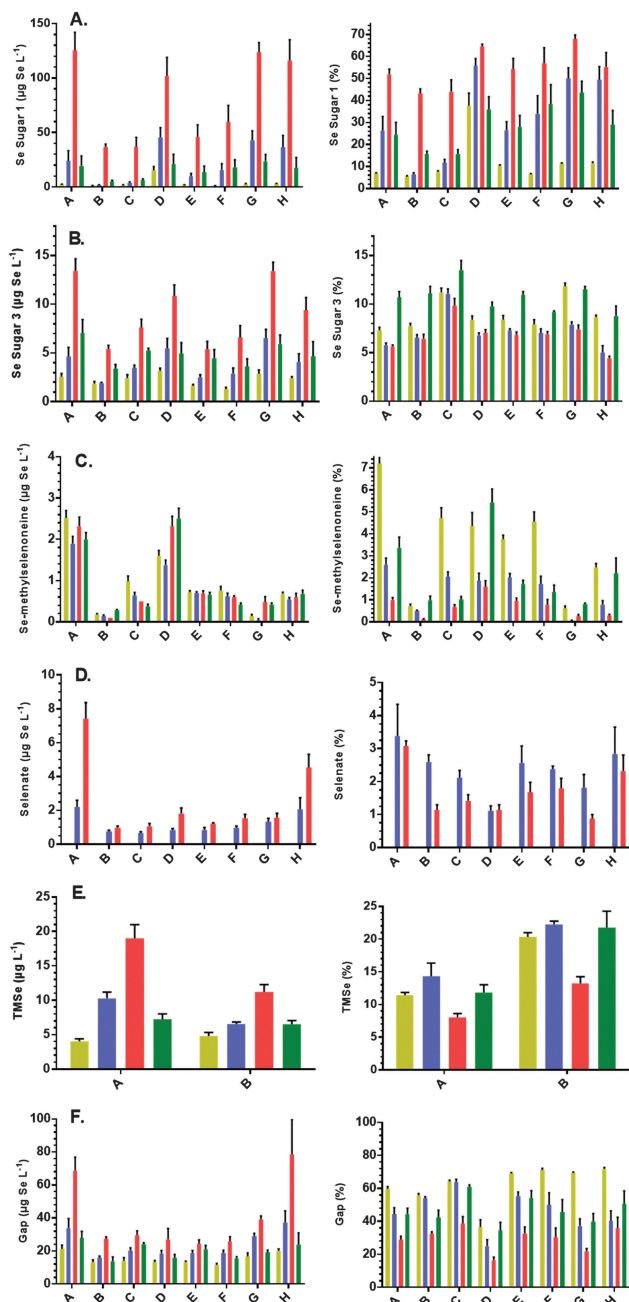 A.
Se Sugar 1 (µg Se L⁻¹)
150
100
50
0
A B C D E F G H
Se Sugar 1 (%)
70
60
50
40
30
20
10
0
A B C D E F G H
B.
Se Sugar 3 (µg Se L⁻¹)
15
10
5
0
A B C D E F G H
Se Sugar 3 (%)
15
10
5
0
A B C D E F G H
C.
Se-methylselenoneine (µg Se L⁻¹)
4
3
2
1
0
A B C D E F G H
Se-methylselenoneine (%)
7
6
5
4
3
2
1
0
A B C D E F G H
D.
Selenate (µg Se L⁻¹)
10
8
6
4
2
0
A B C D E F G H
Selenate (%)
5
4
3
2
1
0
A B C D E F G H
E.
TMSe (µg L⁻¹)
25
20
15
10
5
0
A B
TMSe (%)
25
20
15
10
5
0
A B
F.
Gap (µg Se L⁻¹)
100
80
60
40
20
0
A B C D E F G H
Gap (%)
100
80
60
40
20
0
A B C D E F G H